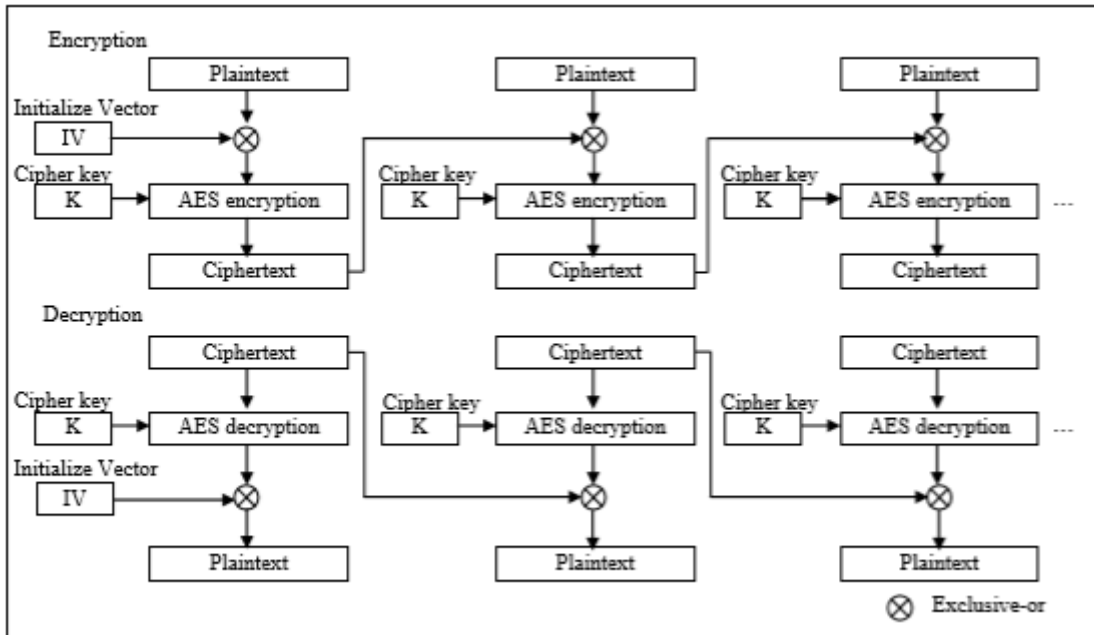 Encryption
Plaintext Plaintext Plaintext
Initialize Vector
IV
Cipher key Cipher key Cipher key
K AES encryption K AES encryption K AES encryption ---
Ciphertext Ciphertext Ciphertext
Decryption
Ciphertext Ciphertext Ciphertext
Cipher key Cipher key Cipher key
K AES decryption K AES decryption K AES decryption ---
Initialize Vector
IV
Plaintext Plaintext Plaintext
Exclusive-or